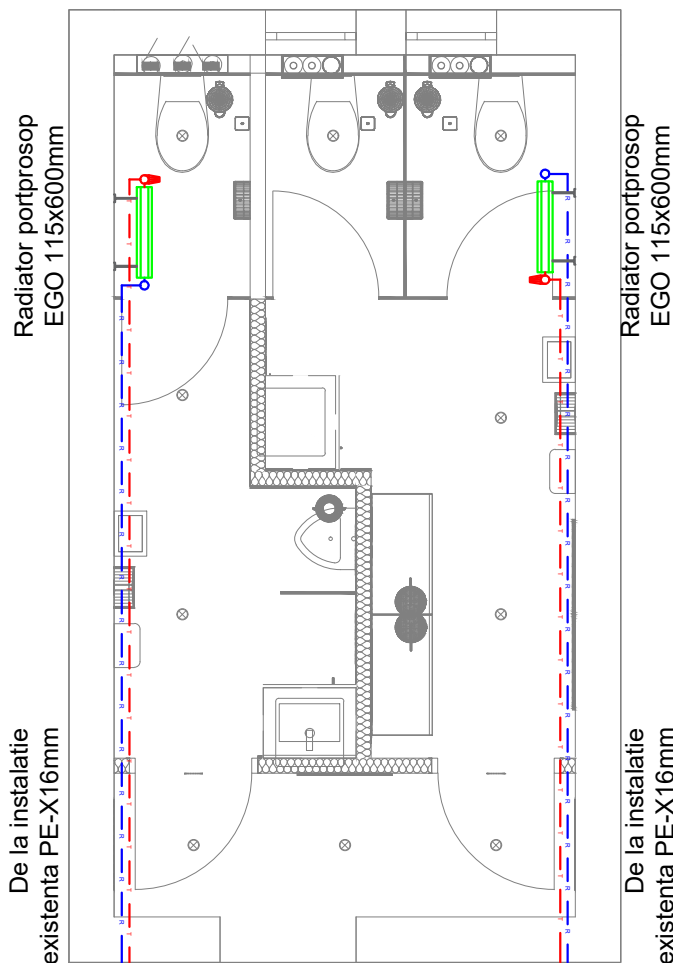 Radiator portprosop
EGO 115x600mm
Radiator portprosop
EGO 115x600mm
De la instalatie
existenta PE-X16mm
De la instalatie
existenta PE-X16mm